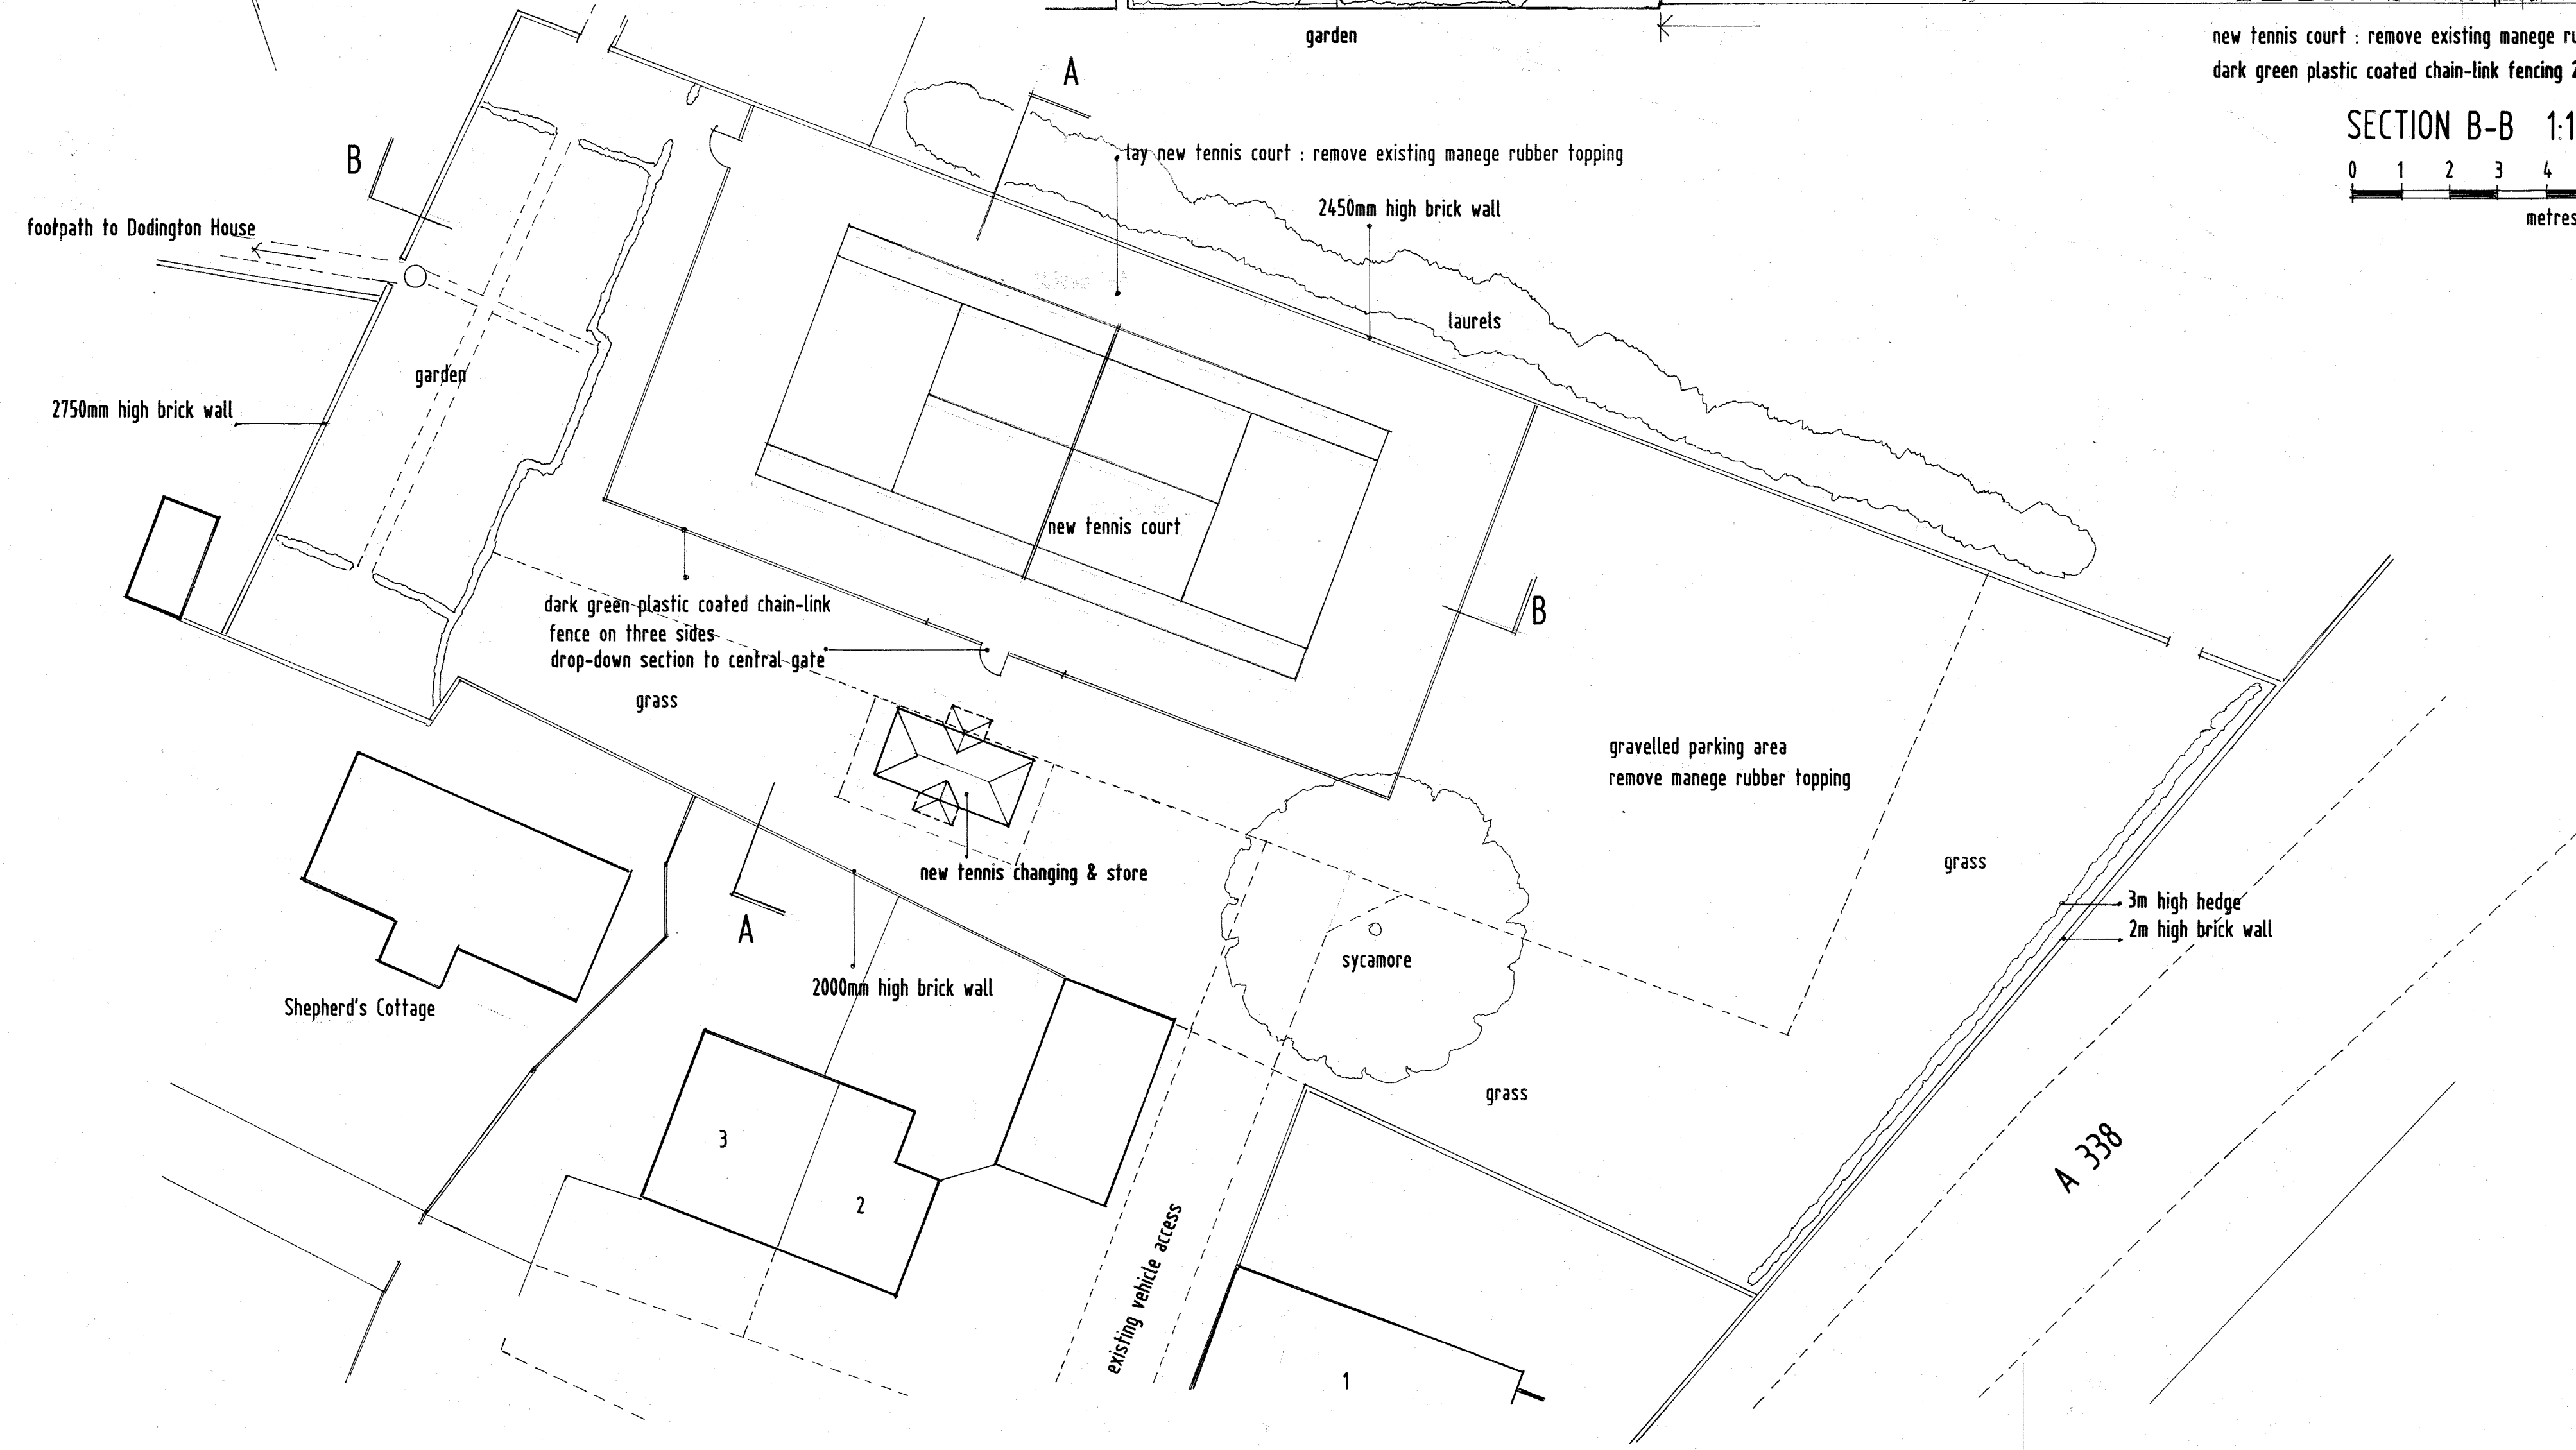 garden
new tennis court : remove existing manege
dark green plastic coated chain-link fencing
SECTION B-B
0 1 2 3 4
metres
A
B
lay new tennis court : remove existing manege rubber topping
2450mm high brick wall
footpath to Dodington House
laurels
garden
2750mm high brick wall
new tennis court
dark green plastic coated chain-link
fence on three sides
drop-down section to central gate
B
grass
gravelled parking area
remove manege rubber topping
grass
new tennis changing & store
3m high hedge
2m high brick wall
A
sycamore
2000mm high brick wall
Shepherd's Cottage
grass
3
A 338
2
existing vehicle access
1